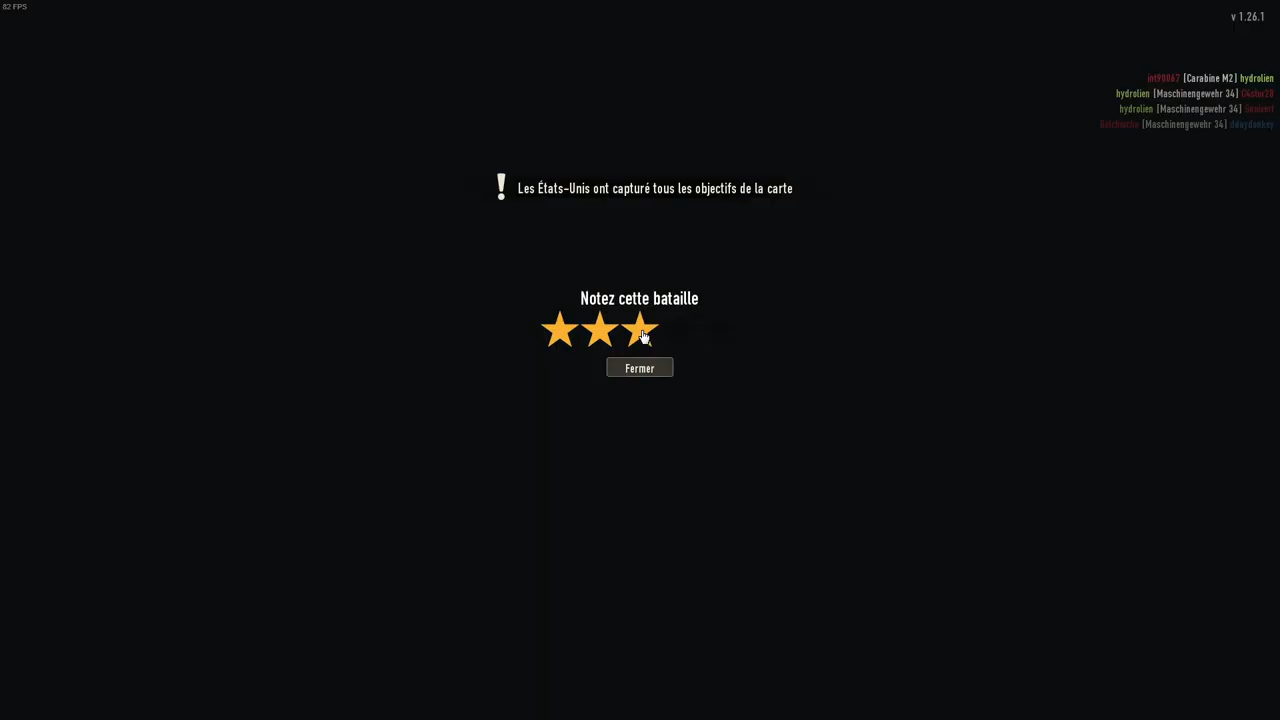 82 FPS
v 1.26.1
int90067 [Carabine M2] hydrolien
hydrolien [Maschinengewehr 34]
hydrolien [Maschinengewehr 34]
[Maschinengewehr 34]
Les États-Unis ont capturé tous les objectifs de la carte
Notez cette bataille
Fermer